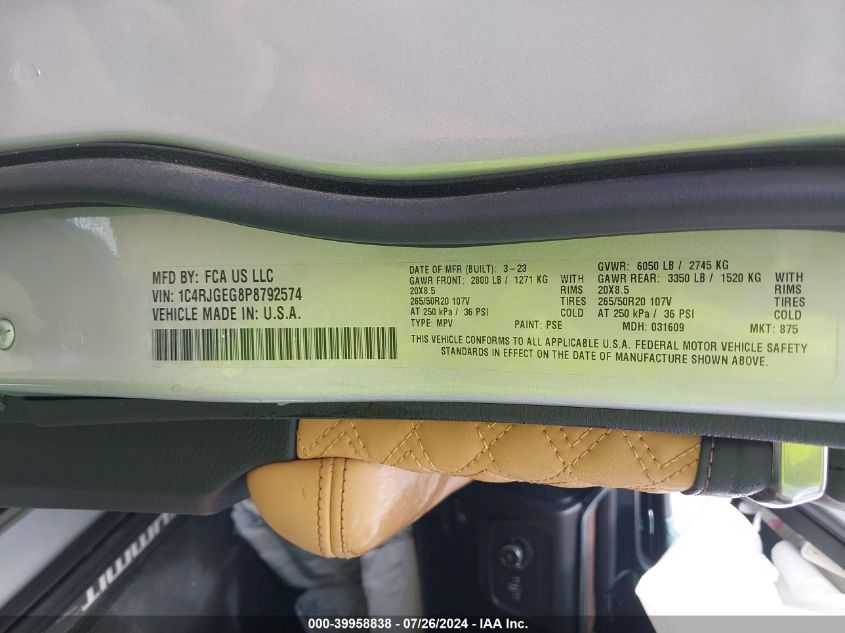 MFD BY: FCA US LLC
VIN: 1C4RJGEG8P8792574
VEHICLE MADE IN: U.S.A.
DATE OF MFR (BUILT): 3-23
GAWR FRONT: 2800 LB / 1271 KG WITH
20X8.5 RIMS
265/50R20 107V TIRES
AT 250 kPa / 36 PSI COLD
TYPE: MPV PAINT: PSE
GVWR: 6050 LB / 2745 KG
GAWR REAR: 3350 LB / 1520 KG WITH
20X8.5 RIMS
265/50R20 107V TIRES
AT 250 kPa / 36 PSI COLD
MDH: 031609 MKT: 875
THIS VEHICLE CONFORMS TO ALL APPLICABLE U.S.A. FEDERAL MOTOR VEHICLE SAFETY
STANDARDS IN EFFECT ON THE DATE OF MANUFACTURE SHOWN ABOVE.
SUMMIT
000-39958838 - 07/26/2024 - IAA Inc.